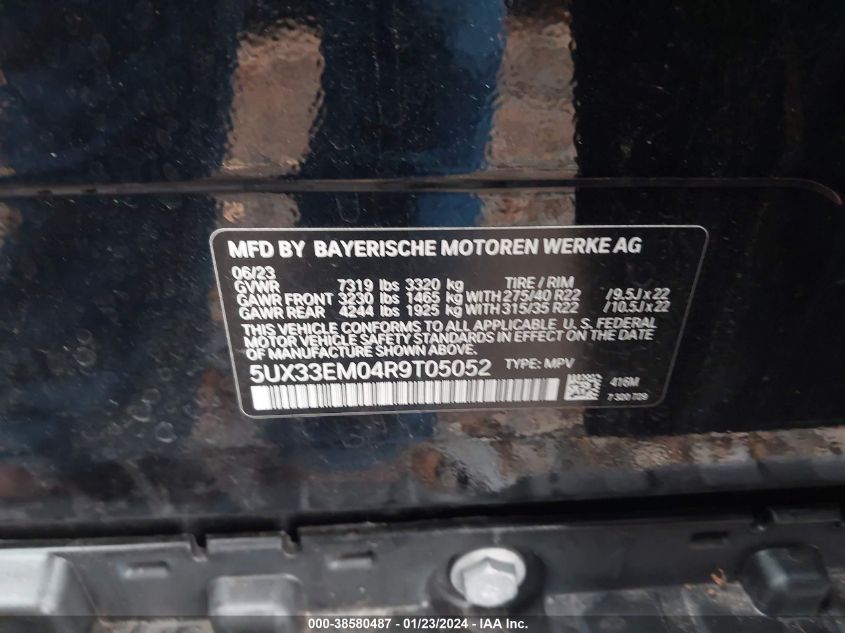 MFD BY BAYERISCHE MOTOREN WERKE AG
06/23
GVWR 7319 lbs 3320 kg TIRE / RIM
GAWR FRONT 3230 lbs 1465 kg WITH 275/40 R22 /9.5J x 22
GAWR REAR 4244 lbs 1925 kg WITH 315/35 R22 /10.5J x 22
THIS VEHICLE CONFORMS TO ALL APPLICABLE U. S. FEDERAL
MOTOR VEHICLE SAFETY STANDARDS IN EFFECT ON THE DATE
OF MANUFACTURE SHOWN ABOVE.
5UX33EM04R9T05052 TYPE: MPV
416M
7 300 709
000-38580487 - 01/23/2024 - IAA Inc.